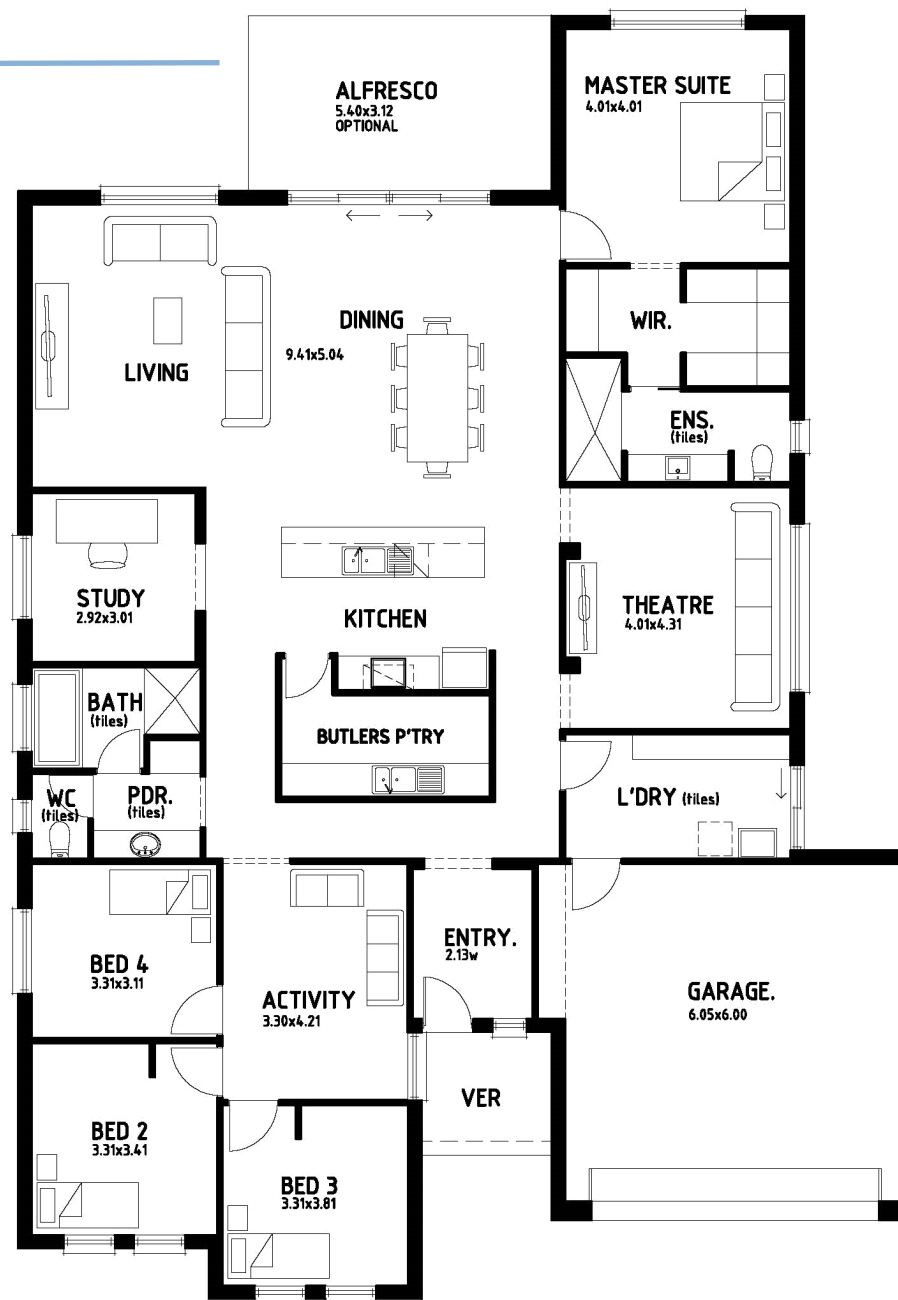 ALFRESCO
5.40x3.12
OPTIONAL
MASTER SUITE
4.01x4.01
DINING
9.41x5.04
LIVING
WIR.
ENS.
(tiles)
STUDY
2.92x3.01
KITCHEN
THEATRE
4.01x4.31
BATH
(tiles)
BUTLERS P'TRY
WC
(tiles)
PDR.
(tiles)
L'DRY (tiles)
BED 4
3.31x3.11
ACTIVITY
3.30x4.21
ENTRY.
2.13w
GARAGE.
6.05x6.00
VER
BED 2
3.31x3.41
BED 3
3.31x3.81